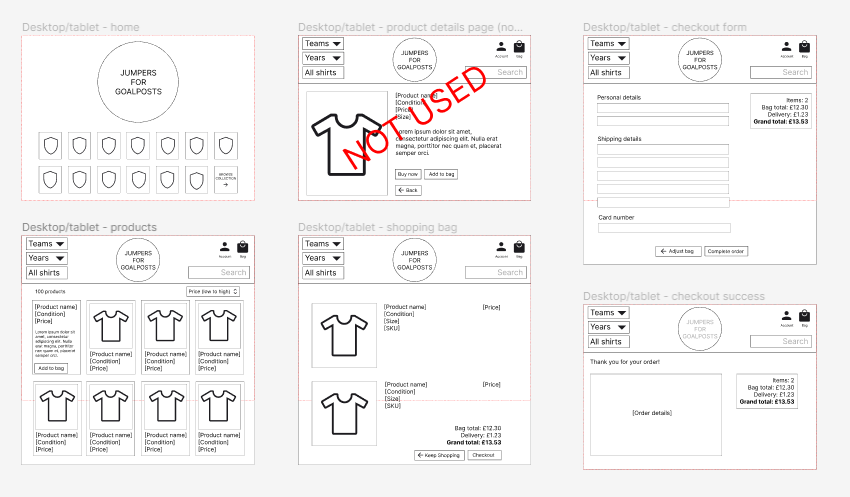 Desktop/tablet - home
JUMPERS
FOR
GOALPOSTS
BROWSE
COLLECTION
Desktop/tablet - product details page (no...
Teams
Years
All shirts
JUMPERS
FOR
GOALPOSTS
Account
Bag
Search
[Product name]
[Condition]
[Price]
[Size]
Lorem ipsum dolor sit amet,
consectetur adipiscing elit. Nulla erat
magna, porttitor nec quam et, placerat
semper orci.
Buy now
Add to bag
Back
NOT USED
Desktop/tablet - checkout form
Teams
Years
All shirts
JUMPERS
FOR
GOALPOSTS
Account
Bag
Search
Personal details
Shipping details
Card number
Items: 2
Bag total: £12.30
Delivery: £1.23
Grand total: £13.53
Adjust bag
Complete order
Desktop/tablet - products
Teams
Years
All shirts
JUMPERS
FOR
GOALPOSTS
Account
Bag
Search
100 products
Price (low to high)
[Product name]
[Condition]
[Price]
Lorem ipsum dolor sit
amet, consectetur
adipiscing elit. Nulla
erat magna, porttitor
nec quam et, placerat
semper orci.
Add to bag
[Product name]
[Condition]
[Price]
[Product name]
[Condition]
[Price]
[Product name]
[Condition]
[Price]
[Product name]
[Condition]
[Price]
[Product name]
[Condition]
[Price]
[Product name]
[Condition]
[Price]
[Product name]
[Condition]
[Price]
Desktop/tablet - shopping bag
Teams
Years
All shirts
JUMPERS
FOR
GOALPOSTS
Account
Bag
Search
[Product name]
[Condition]
[Size]
[SKU]
[Price]
[Product name]
[Condition]
[Size]
[SKU]
[Price]
Bag total: £12.30
Delivery: £1.23
Grand total: £13.53
Keep Shopping
Checkout
Desktop/tablet - checkout success
Teams
Years
All shirts
JUMPERS
FOR
GOALPOSTS
Account
Bag
Search
Thank you for your order!
[Order details]
Items: 2
Bag total: £12.30
Delivery: £1.23
Grand total: £13.53